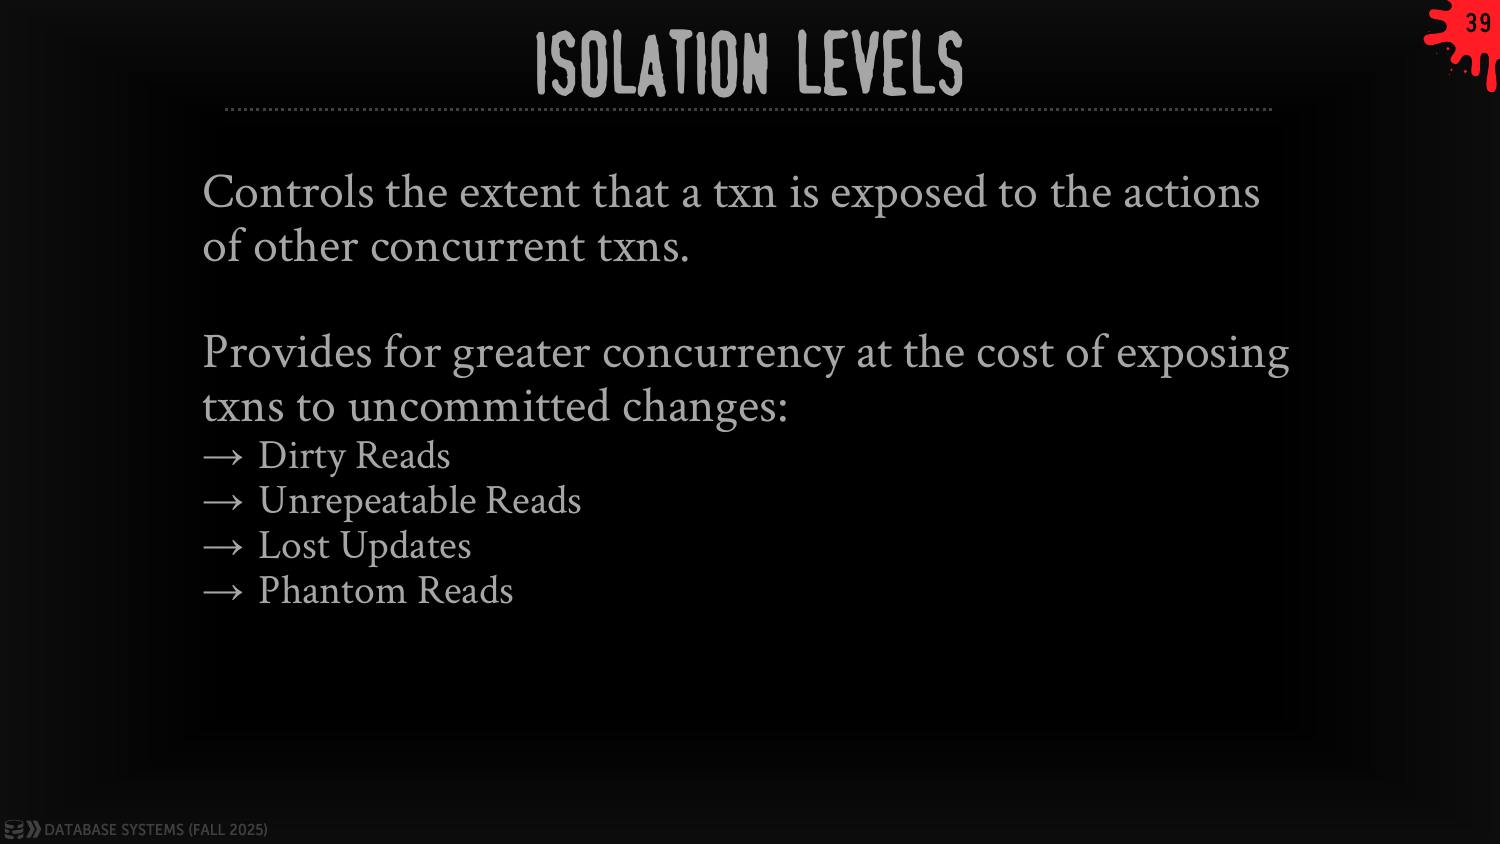 ISOLATION LEVELS
39
Controls the extent that a txn is exposed to the actions
of other concurrent txns.
Provides for greater concurrency at the cost of exposing
txns to uncommitted changes:
→ Dirty Reads
→ Unrepeatable Reads
→ Lost Updates
→ Phantom Reads
DATABASE SYSTEMS (FALL 2025)